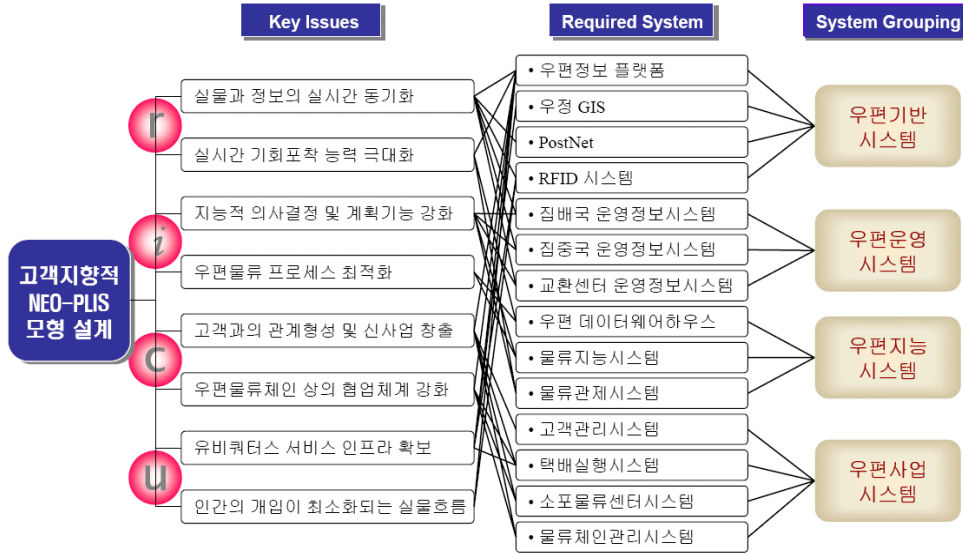 Key Issues
Required System
System Grouping
고객지향적
NEO-PLIS
모형 설계
r
i
c
u
실물과 정보의 실시간 동기화
실시간 기회포착 능력 극대화
지능적 의사결정 및 계획기능 강화
우편물류 프로세스 최적화
고객과의 관계형성 및 신사업 창출
우편물류체인 상의 협업체계 강화
유비쿼터스 서비스 인프라 확보
인간의 개입이 최소화되는 실물흐름
• 우편정보 플랫폼
• 우정 GIS
• PostNet
• RFID 시스템
• 집배국 운영정보시스템
• 집중국 운영정보시스템
• 교환센터 운영정보시스템
• 우편 데이터웨어하우스
• 물류지능시스템
• 물류관제시스템
• 고객관리시스템
• 택배실행시스템
• 소포물류센터시스템
• 물류체인관리시스템
우편기반
시스템
우편운영
시스템
우편지능
시스템
우편사업
시스템